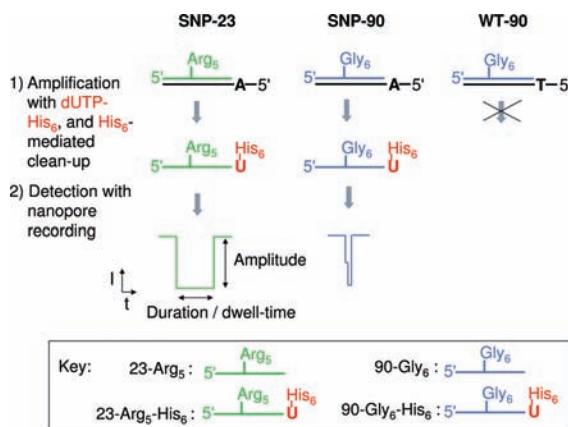 SNP-23 SNP-90 WT-90
Arg5 Gly6 Gly6
5' A–5' 5' A–5' 5' T–5'
1) Amplification
with dUTP-
His6, and His6-
mediated
clean-up
Arg5 His6 Gly6 His6
5' U 5' U
2) Detection with
nanopore
recording
Amplitude
I
t
Duration / dwell-time
Key: 23-Arg5 : 5' Arg5 90-Gly6 : 5' Gly6
23-Arg5-His6 : 5' Arg5 His6 U 90-Gly6-His6 : 5' Gly6 His6 U